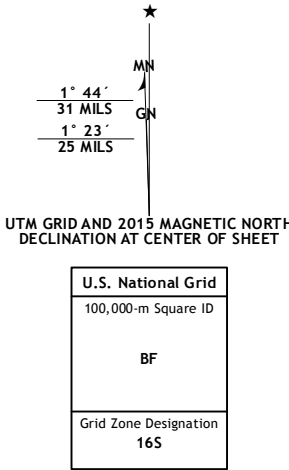 MN
1° 44´
31 MILS
GN
1° 23´
25 MILS
UTM GRID AND 2015 MAGNETIC NORTH
DECLINATION AT CENTER OF SHEET
U.S. National Grid
100,000-m Square ID
BF
Grid Zone Designation
16S